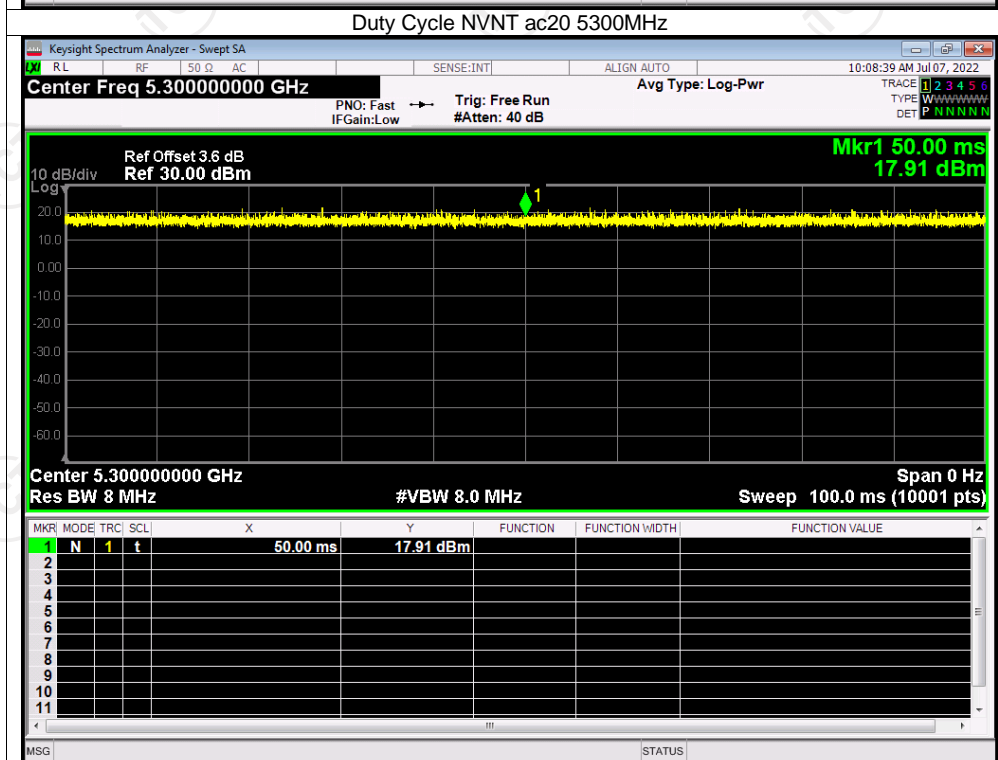 Duty Cycle NVNT ac20 5300MHz
Keysight Spectrum Analyzer - Swept SA
LXI RL RF 50 Ω AC SENSE:INT ALIGN AUTO 10:08:39 AM Jul 07, 2022
Center Freq 5.300000000 GHz Avg Type: Log-Pwr TRACE 1 2 3 4 5 6
PNO: Fast Trig: Free Run TYPE WWWWWW
IFGain:Low #Atten: 40 dB DET P N N N N N
Mkr1 50.00 ms
17.91 dBm
Ref Offset 3.6 dB
10 dB/div Ref 30.00 dBm
Log
1
20.0
10.0
0.00
-10.0
-20.0
-30.0
-40.0
-50.0
-60.0
Center 5.300000000 GHz Span 0 Hz
Res BW 8 MHz #VBW 8.0 MHz Sweep 100.0 ms (10001 pts)
MKR MODE TRC SCL X Y FUNCTION FUNCTION WIDTH FUNCTION VALUE
1 N 1 t 50.00 ms 17.91 dBm
2
3
4
5
6
7
8
9
10
11
MSG STATUS